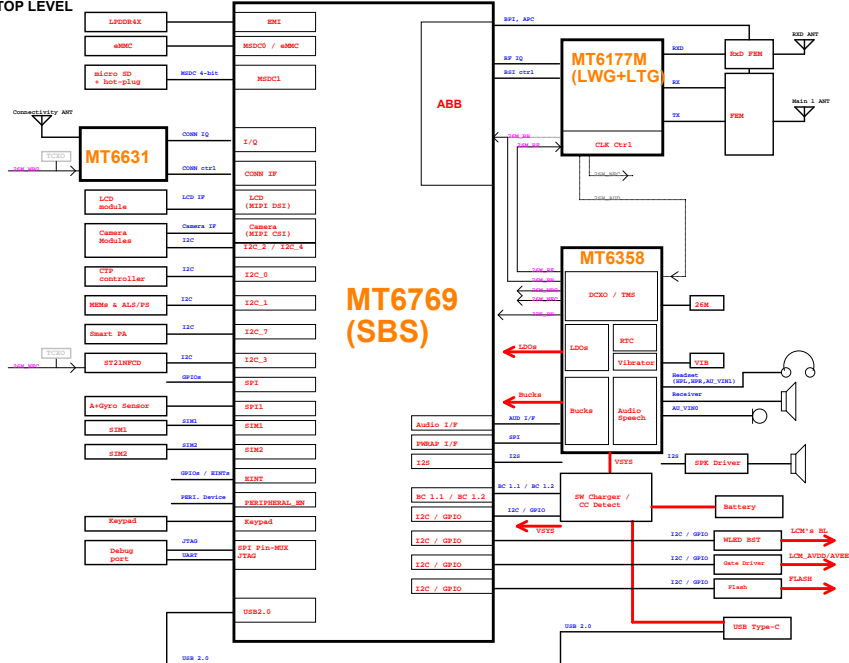 TOP LEVEL
LPDDR4X
EMI
eMMC
MSDC0 / eMMC
micro SD
+ hot-plug
MSDC 4-bit
MSDC1
Connectivity ANT
MT6631
TCXO
CONN IQ
I/Q
CONN ctrl
CONN IF
LCD
module
LCD IF
LCD
(MIPI DSI)
Camera
Modules
Camera IF
I2C
Camera
(MIPI CSI)
I2C_2 / I2C_4
CTP
controller
I2C
I2C_0
MEMs & ALS/PS
I2C
I2C_1
Smart PA
I2C
I2C_7
TCXO
ST21NFCD
I2C
I2C_3
GPIOs
SPI
A+Gyro Sensor
SPI1
SIM1
SIM1
SIM1
SIM2
SIM2
SIM2
GPIOs / EINTs
EINT
PERI. Device
PERIPHERAL_EN
Keypad
Keypad
Debug
port
JTAG
UART
SPI Pin-MUX
JTAG
USB2.0
USB 2.0
MT6769
(SBS)
ABB
BPI, APC
RF IQ
BSI ctrl
MT6177M
(LWG+LTG)
CLK Ctrl
RXD
RX
TX
RxD FEM
FEM
RXD ANT
Main 1 ANT
26M_AUD
MT6358
DCXO / TMS
26M
LDOs
LDOs
RTC
Vibrator
VIB
Bucks
Bucks
Audio
Speech
Headset
(HPL,HPR,AU_VIN1)
Receiver
AU_VIN0
Audio I/F
AUD I/F
PWRAP I/F
SPI
I2S
I2S
VSYS
I2S
SPK Driver
BC 1.1 / BC 1.2
BC 1.1 / BC 1.2
SW Charger /
CC Detect
Battery
I2C / GPIO
I2C / GPIO
VSYS
I2C / GPIO
I2C / GPIO
WLED BST
LCM's BL
I2C / GPIO
I2C / GPIO
Gate Driver
LCM_AVDD/AVEE
I2C / GPIO
I2C / GPIO
Flash
FLASH
USB 2.0
USB Type-C